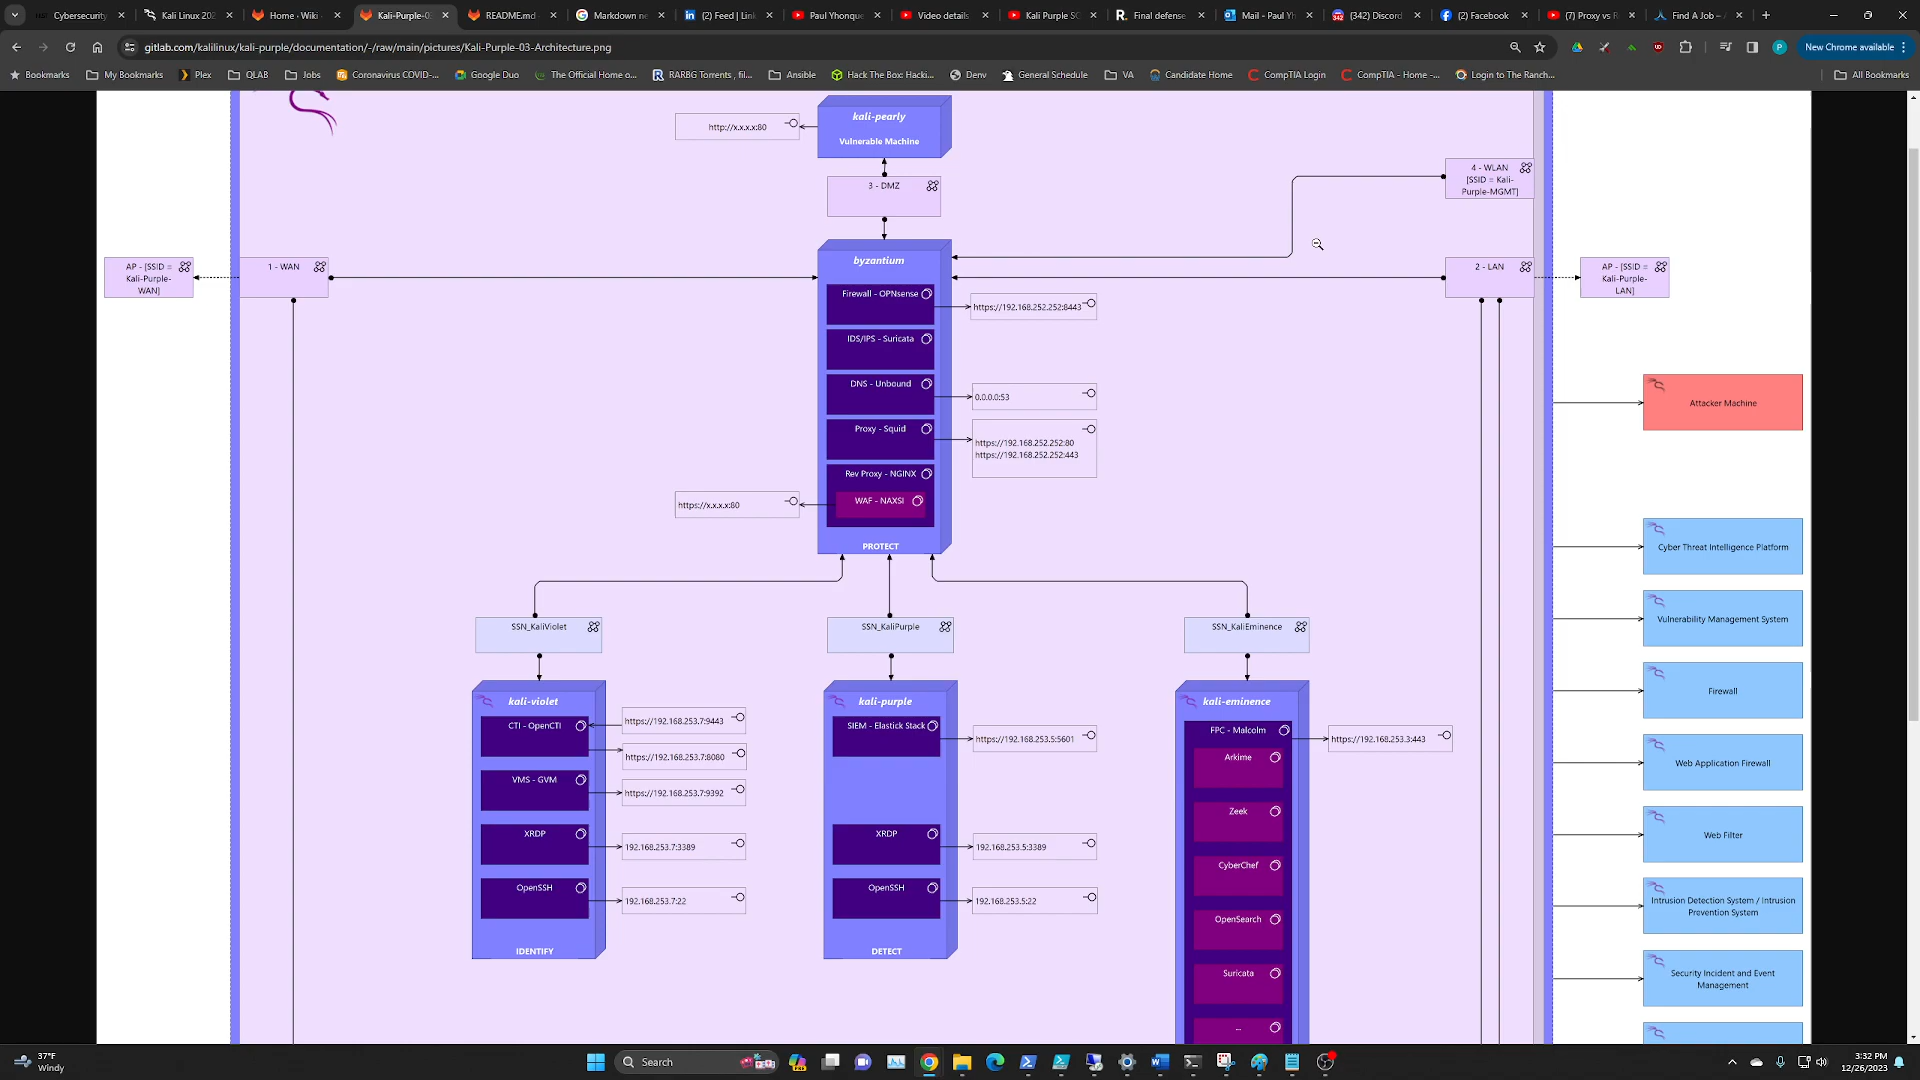 Cybersecurity
Kali Linux 202
Home · Wiki ·
Kali-Purple-0
README.md ·
Markdown ne
(2) Feed | Link
Paul Yhonque
Video details
Kali Purple SO
Final defense
Mail - Paul Yh
(342) Discord
(2) Facebook
(7) Proxy vs R
Find A Job –
gitlab.com/kalilinux/kali-purple/documentation/-/raw/main/pictures/Kali-Purple-03-Architecture.png
New Chrome available
Bookmarks
My Bookmarks
Plex
QLAB
Jobs
Coronavirus COVID-...
Google Duo
The Official Home o...
RARBG Torrents , fil...
Ansible
Hack The Box: Hacki...
Denv
General Schedule
VA
Candidate Home
CompTIA Login
CompTIA - Home -...
Login to The Ranch...
All Bookmarks
kali-pearly
Vulnerable Machine
http://x.x.x.x:80
3 - DMZ
4 - WLAN
[SSID = Kali-
Purple-MGMT]
AP - [SSID =
Kali-Purple-
WAN]
1 - WAN
byzantium
2 - LAN
AP - [SSID =
Kali-Purple-
LAN]
Firewall - OPNsense
https://192.168.252.252:8443
IDS/IPS - Suricata
DNS - Unbound
0.0.0.0:53
Proxy - Squid
https://192.168.252.252:80
https://192.168.252.252:443
Rev Proxy - NGINX
WAF - NAXSI
https://x.x.x.x:80
PROTECT
Attacker Machine
Cyber Threat Intelligence Platform
Vulnerability Management System
Firewall
Web Application Firewall
Web Filter
Intrusion Detection System / Intrusion
Prevention System
Security Incident and Event
Management
SSN_KaliViolet
SSN_KaliPurple
SSN_KaliEminence
kali-violet
CTI - OpenCTI
https://192.168.253.7:9443
https://192.168.253.7:8080
VMS - GVM
https://192.168.253.7:9392
XRDP
192.168.253.7:3389
OpenSSH
192.168.253.7:22
IDENTIFY
kali-purple
SIEM - Elastick Stack
https://192.168.253.5:5601
XRDP
192.168.253.5:3389
OpenSSH
192.168.253.5:22
DETECT
kali-eminence
FPC - Malcolm
https://192.168.253.3:443
Arkime
Zeek
CyberChef
OpenSearch
Suricata
...
37°F
Windy
Search
3:32 PM
12/26/2023